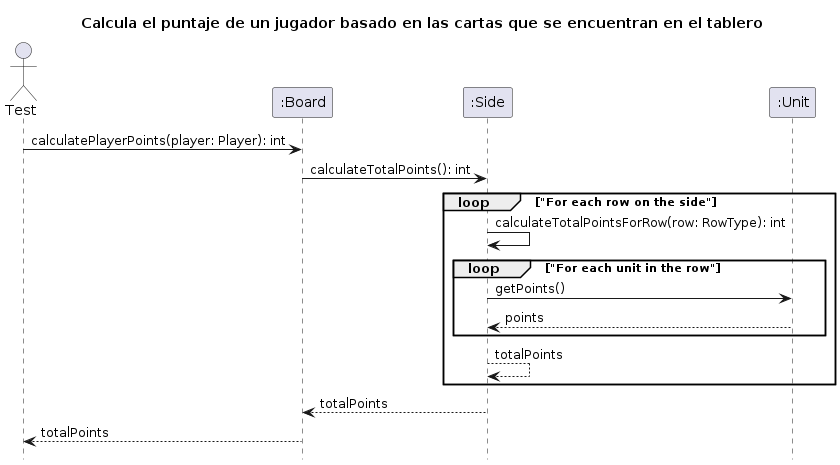 Calcula el puntaje de un jugador basado en las cartas que se encuentran en el tablero
Test
:Board
:Side
:Unit
calculatePlayerPoints(player: Player): int
calculateTotalPoints(): int
loop ["For each row on the side"]
calculateTotalPointsForRow(row: RowType): int
loop ["For each unit in the row"]
getPoints()
points
totalPoints
totalPoints
totalPoints